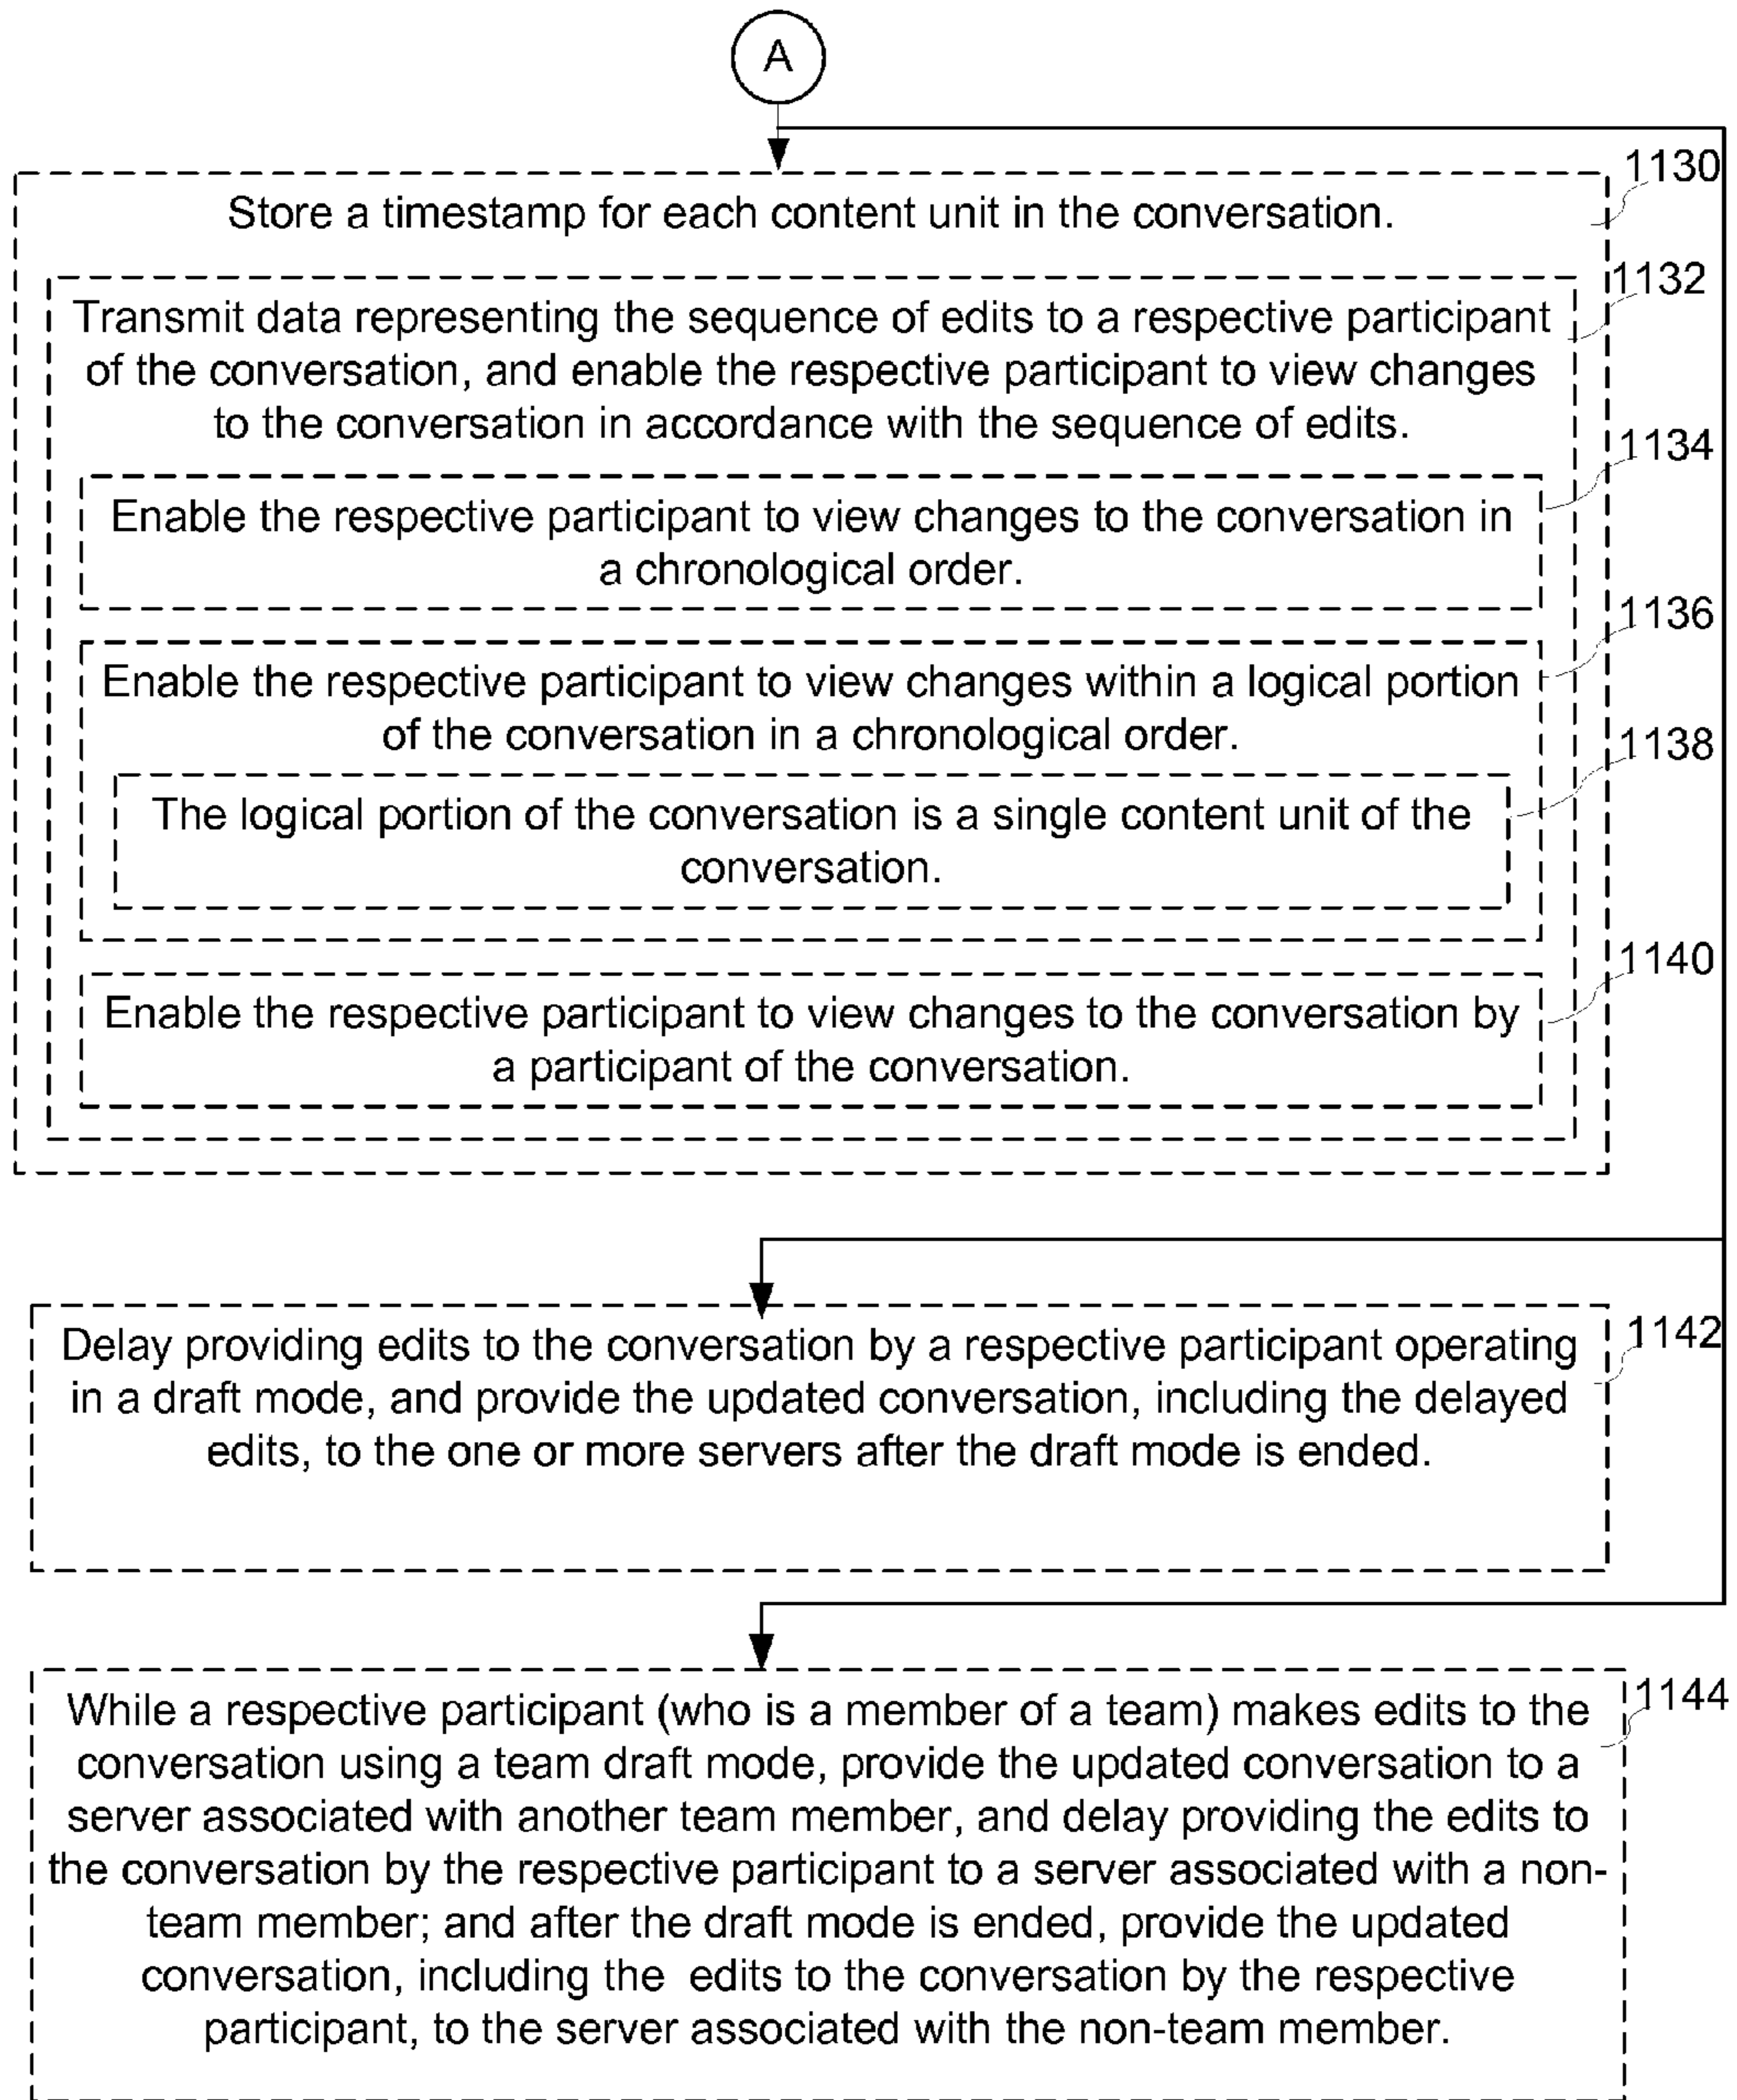 A
1130
Store a timestamp for each content unit in the conversation.
1132
Transmit data representing the sequence of edits to a respective participant
of the conversation, and enable the respective participant to view changes
to the conversation in accordance with the sequence of edits.
1134
Enable the respective participant to view changes to the conversation in
a chronological order.
1136
Enable the respective participant to view changes within a logical portion
of the conversation in a chronological order.
1138
The logical portion of the conversation is a single content unit of the
conversation.
1140
Enable the respective participant to view changes to the conversation by
a participant of the conversation.
1142
Delay providing edits to the conversation by a respective participant operating
in a draft mode, and provide the updated conversation, including the delayed
edits, to the one or more servers after the draft mode is ended.
1144
While a respective participant (who is a member of a team) makes edits to the
conversation using a team draft mode, provide the updated conversation to a
server associated with another team member, and delay providing the edits to
the conversation by the respective participant to a server associated with a non-
team member; and after the draft mode is ended, provide the updated
conversation, including the edits to the conversation by the respective
participant, to the server associated with the non-team member.